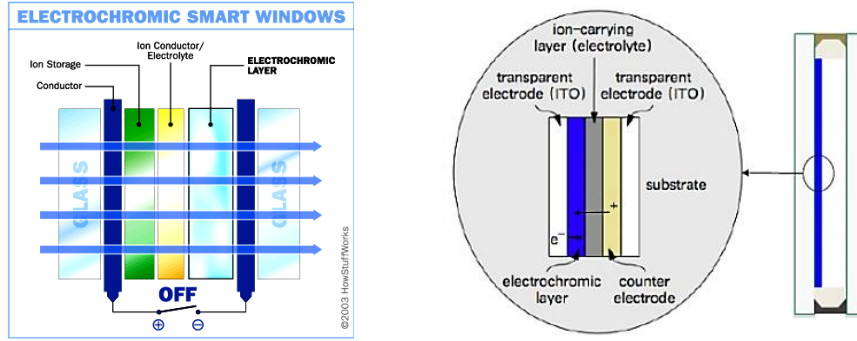 ELECTROCHROMIC SMART WINDOWS
Ion Conductor/
Electrolyte
Ion Storage
ELECTROCHROMIC
LAYER
Conductor
GLASS
GLASS
OFF
+
−
©2003 HowStuffWorks
ion-carrying
layer (electrolyte)
transparent
electrode (ITO)
transparent
electrode (ITO)
substrate
+
e−
electrochromic
layer
counter
electrode